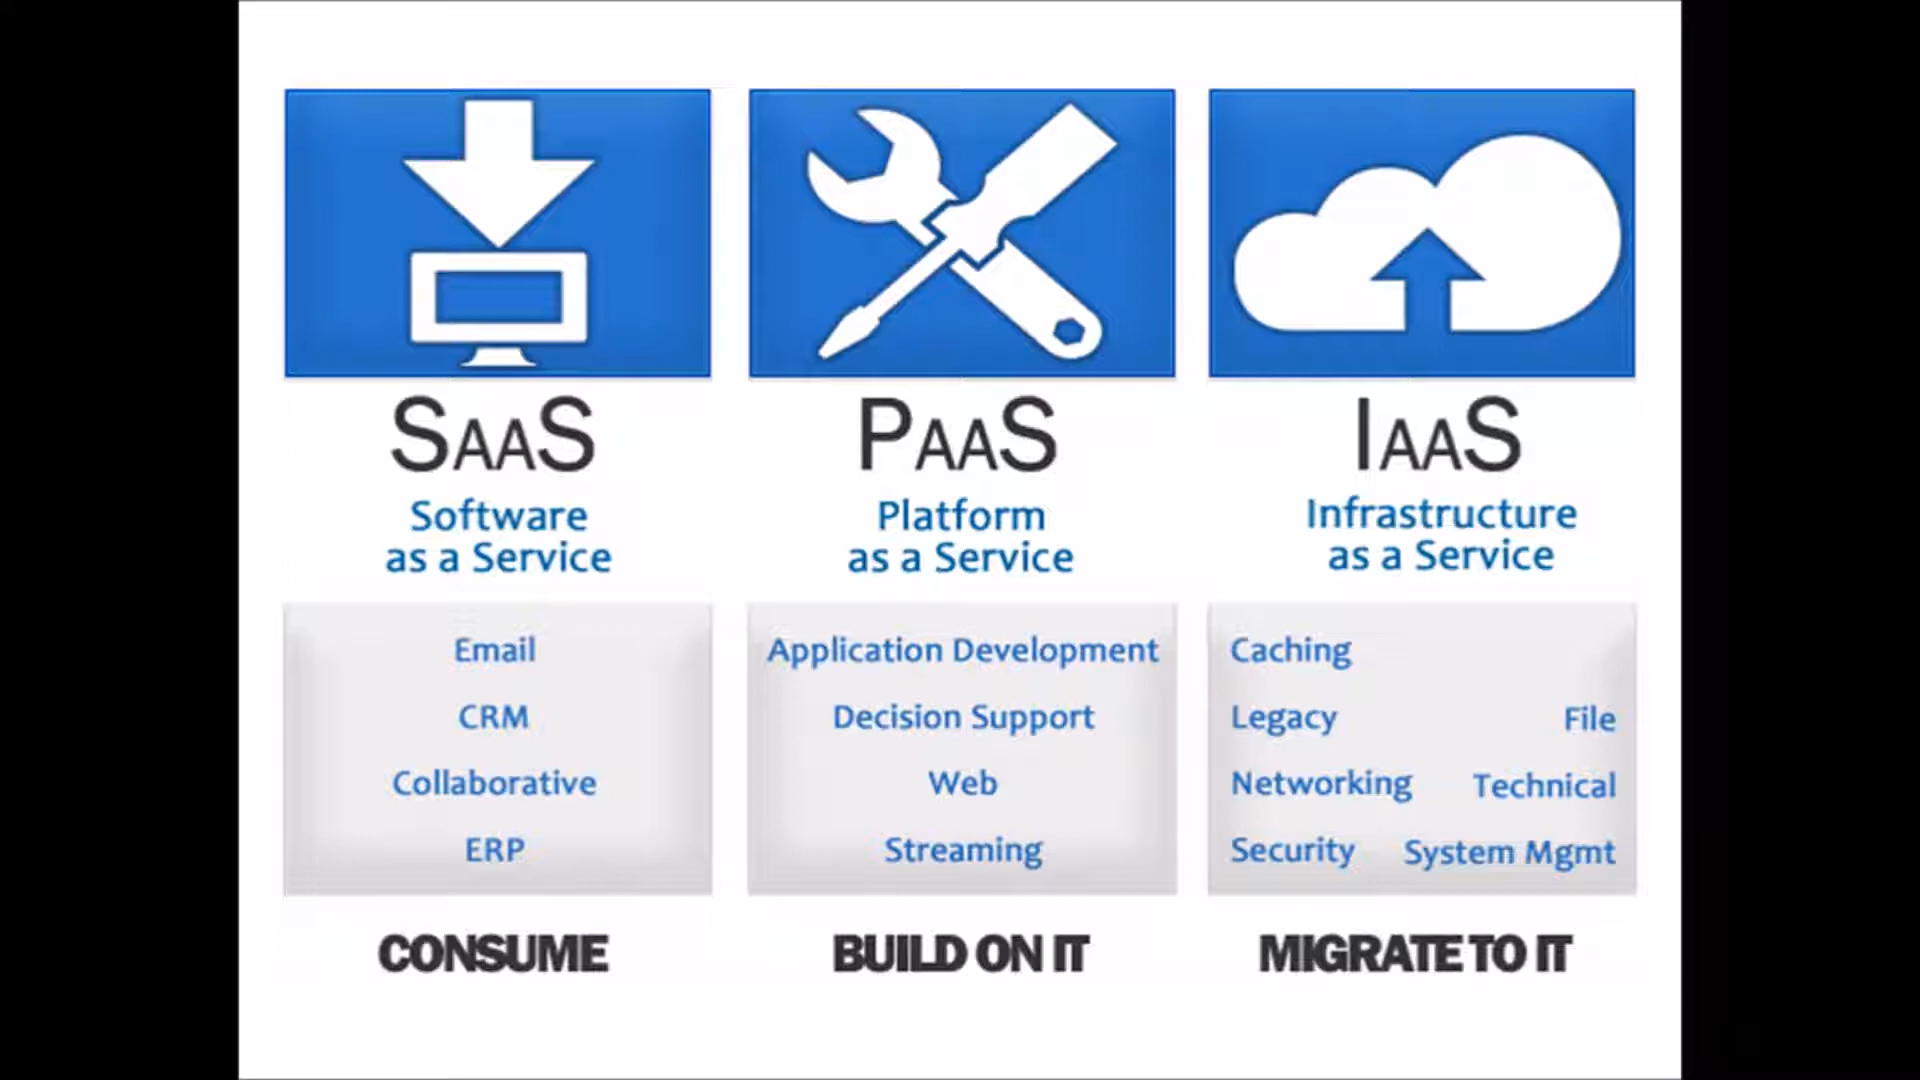 SAAS
Software
as a Service
Email
CRM
Collaborative
ERP
CONSUME
PAAS
Platform
as a Service
Application Development
Decision Support
Web
Streaming
BUILD ON IT
IAAS
Infrastructure
as a Service
Caching
Legacy File
Networking Technical
Security System Mgmt
MIGRATE TO IT